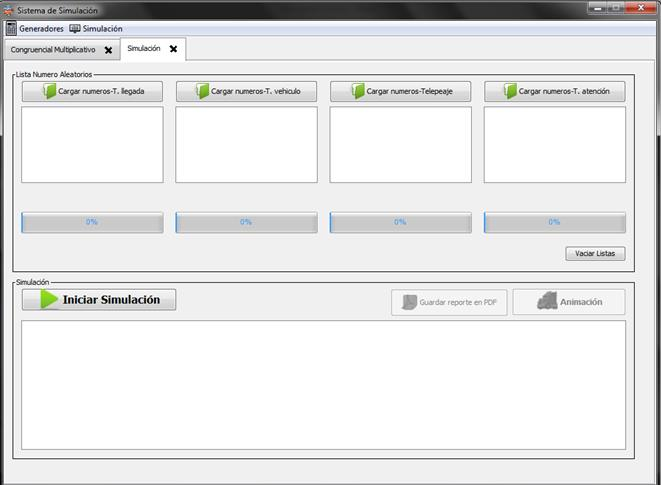 Sistema de Simulación
Generadores Simulación
Congruencial Multiplicativo Simulación
Lista Numero Aleatorios
Cargar numeros-T. llegada Cargar numeros-T. vehiculo Cargar numeros-Telepeaje Cargar numeros-T. atención
0% 0% 0% 0%
Vaciar Listas
Simulación
Iniciar Simulación Guardar reporte en PDF Animación